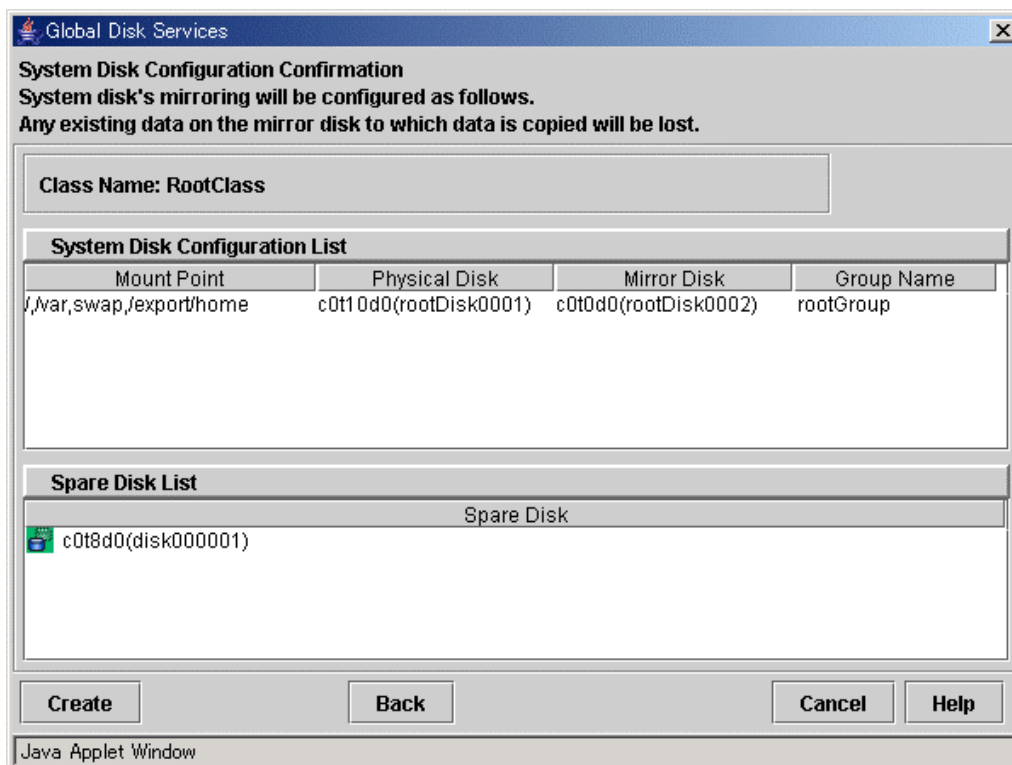 Global Disk Services
System Disk Configuration Confirmation
System disk's mirroring will be configured as follows.
Any existing data on the mirror disk to which data is copied will be lost.
Class Name: RootClass
System Disk Configuration List
Mount Point Physical Disk Mirror Disk Group Name
/,/var,swap,/export/home c0t10d0(rootDisk0001) c0t0d0(rootDisk0002) rootGroup
Spare Disk List
Spare Disk
c0t8d0(disk000001)
Create Back Cancel Help
Java Applet Window